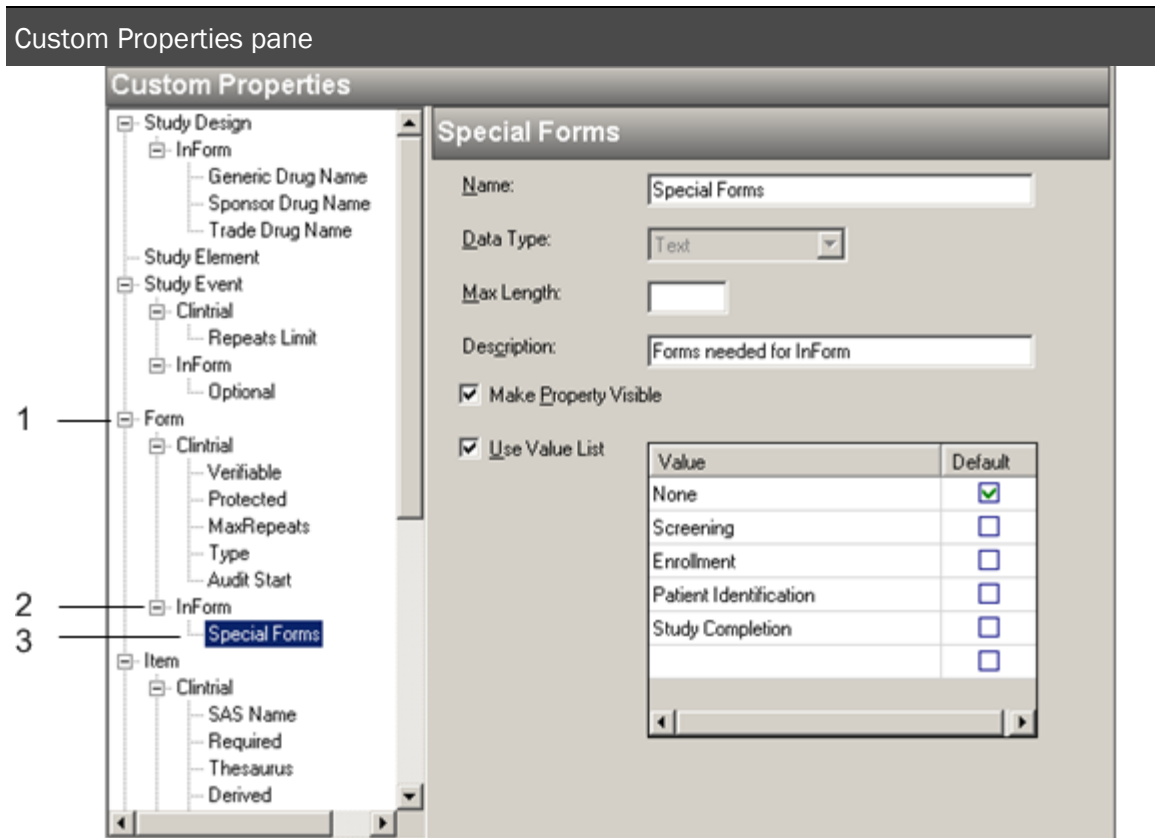 Custom Properties pane
Custom Properties
Study Design
InForm
Generic Drug Name
Sponsor Drug Name
Trade Drug Name
Study Element
Study Event
Clintrial
Repeats Limit
InForm
Optional
1
Form
Clintrial
Verifiable
Protected
MaxRepeats
Type
Audit Start
2
InForm
3
Special Forms
Item
Clintrial
SAS Name
Required
Thesaurus
Derived
Special Forms
Name: Special Forms
Data Type: Text
Max Length:
Description: Forms needed for InForm
Make Property Visible
Use Value List
Value Default
None
Screening
Enrollment
Patient Identification
Study Completion